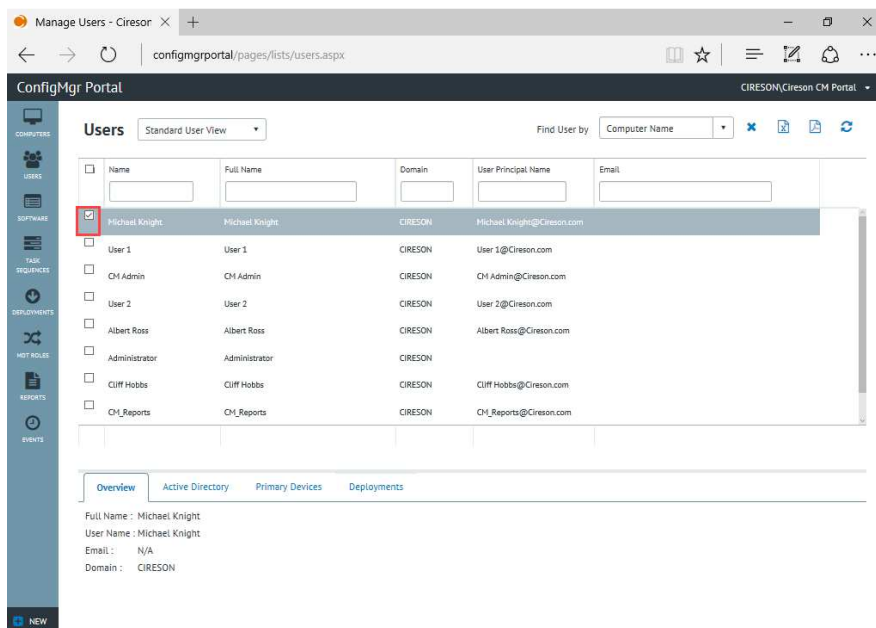 Manage Users - Cireson
configmgrportal/pages/lists/users.aspx
ConfigMgr Portal
CIRESON\Cireson CM Portal
COMPUTERS
USERS
SOFTWARE
TASK SEQUENCES
DEPLOYMENTS
MDT ROLES
REPORTS
EVENTS
NEW
Users
Standard User View
Find User by
Computer Name
Name Full Name Domain User Principal Name Email
Michael Knight Michael Knight CIRESON Michael Knight@Cireson.com
User 1 User 1 CIRESON User 1@Cireson.com
CM Admin CM Admin CIRESON CM Admin@Cireson.com
User 2 User 2 CIRESON User 2@Cireson.com
Albert Ross Albert Ross CIRESON Albert Ross@Cireson.com
Administrator Administrator CIRESON
Cliff Hobbs Cliff Hobbs CIRESON Cliff Hobbs@Cireson.com
CM_Reports CM_Reports CIRESON CM_Reports@Cireson.com
Overview Active Directory Primary Devices Deployments
Full Name : Michael Knight
User Name : Michael Knight
Email : N/A
Domain : CIRESON